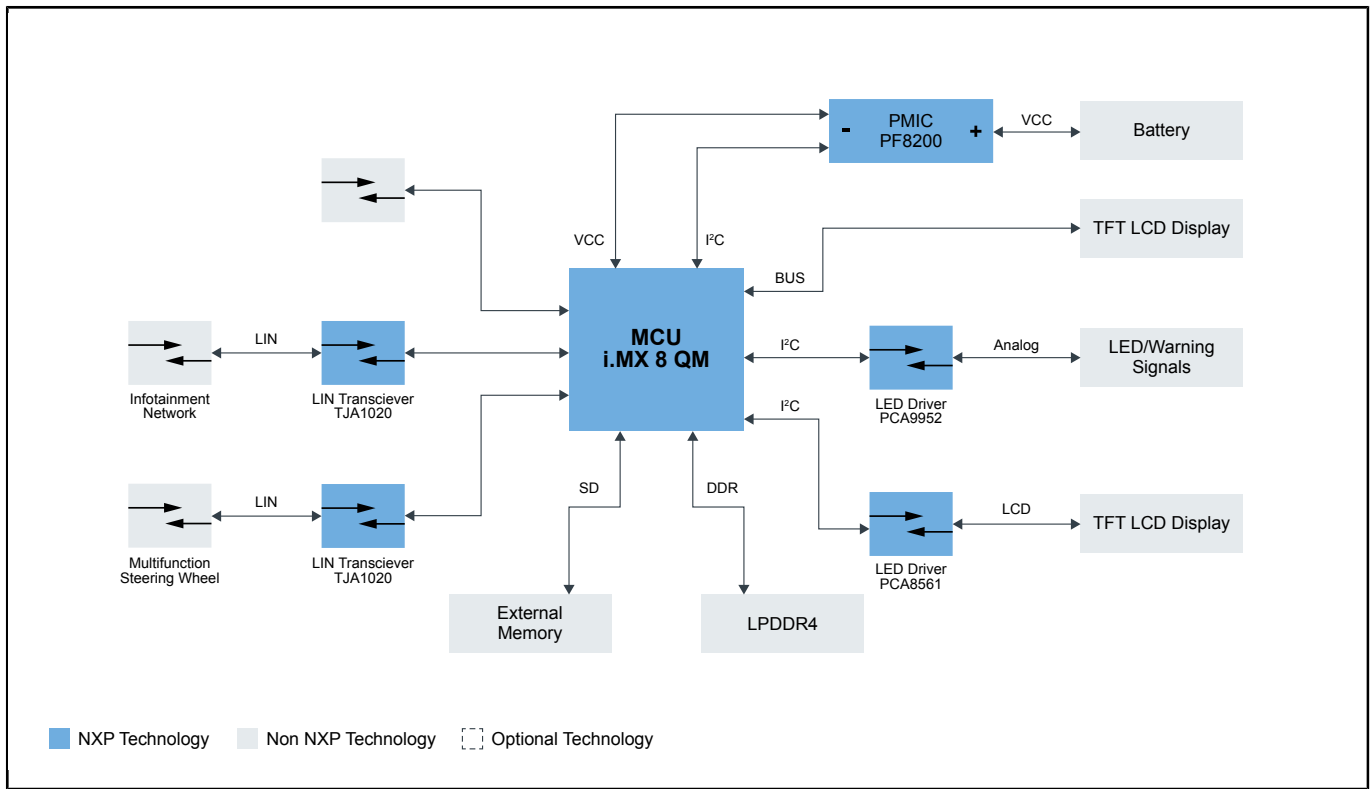 PMIC
PF8200
-
+
VCC
Battery
TFT LCD Display
VCC
I²C
BUS
MCU
i.MX 8 QM
LIN
Infotainment
Network
LIN Transciever
TJA1020
I²C
LED Driver
PCA9952
Analog
LED/Warning
Signals
I²C
LIN
Multifunction
Steering Wheel
LIN Transciever
TJA1020
SD
DDR
LED Driver
PCA8561
LCD
TFT LCD Display
External
Memory
LPDDR4
NXP Technology
Non NXP Technology
Optional Technology